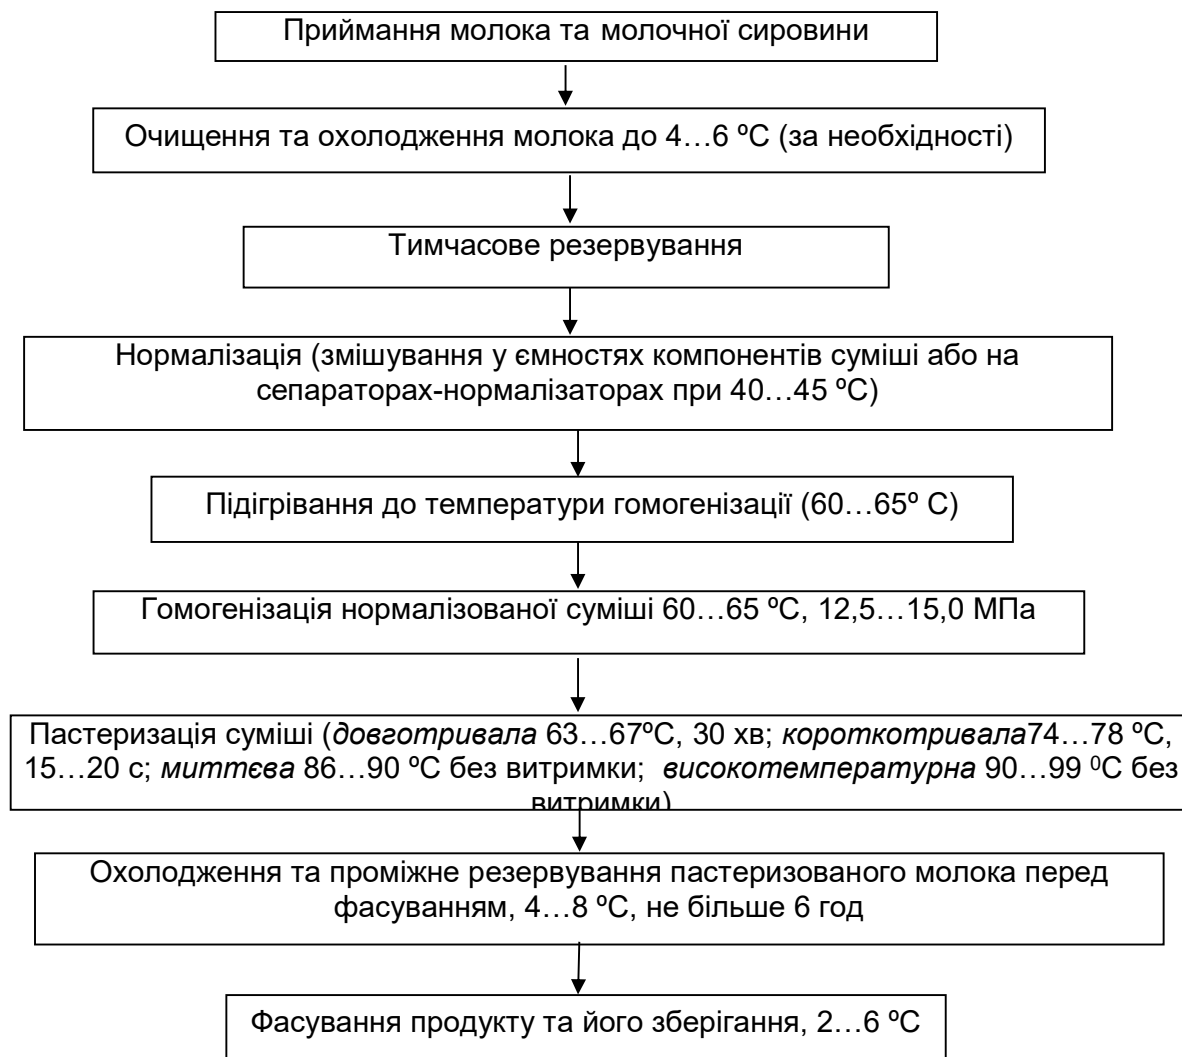 Приймання молока та молочної сировини
Очищення та охолодження молока до 4…6 ºС (за необхідності)
Тимчасове резервування
Нормалізація (змішування у ємностях компонентів суміші або на
сепараторах-нормалізаторах при 40…45 ºС)
Підігрівання до температури гомогенізації (60…65º С)
Гомогенізація нормалізованої суміші 60…65 ºС, 12,5…15,0 МПа
Пастеризація суміші (довготривала 63…67ºС, 30 хв; короткотривала74…78 ºС,
15…20 с; миттєва 86…90 ºС без витримки; високотемпературна 90…99 ⁰С без
витримки)
Охолодження та проміжне резервування пастеризованого молока перед
фасуванням, 4…8 ºС, не більше 6 год
Фасування продукту та його зберігання, 2…6 ºС